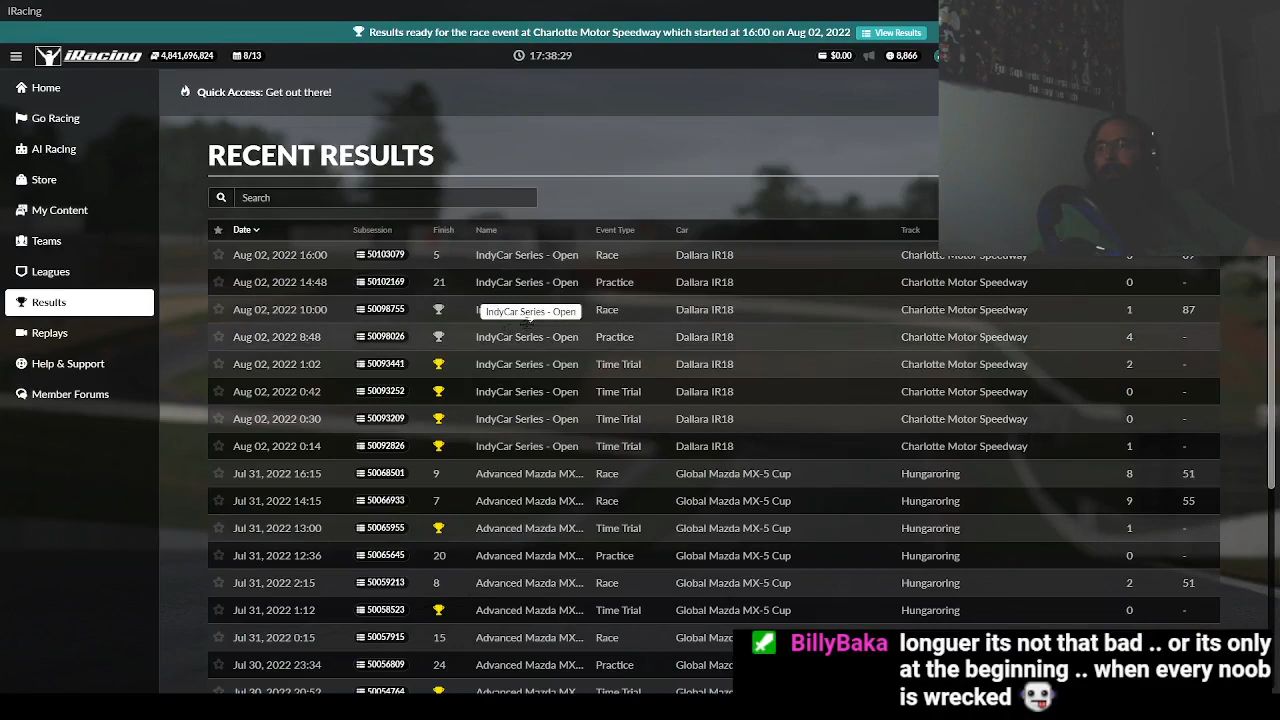 iRacing
Results ready for the race event at Charlotte Motor Speedway which started at 16:00 on Aug 02, 2022 View Results
iRacing 4,841,696,824 8/13 17:38:29 $0.00 8,866
Home
Go Racing
AI Racing
Store
My Content
Teams
Leagues
Results
Replays
Help & Support
Member Forums
Quick Access: Get out there!
RECENT RESULTS
Search
Date Subsession Finish Name Event Type Car Track
Aug 02, 2022 16:00 50103079 5 IndyCar Series - Open Race Dallara IR18 Charlotte Motor Speedway
Aug 02, 2022 14:48 50102169 21 IndyCar Series - Open Practice Dallara IR18 Charlotte Motor Speedway 0 -
Aug 02, 2022 10:00 50098755 IndyCar Series - Open Race Dallara IR18 Charlotte Motor Speedway 1 87
Aug 02, 2022 8:48 50098026 IndyCar Series - Open Practice Dallara IR18 Charlotte Motor Speedway 4 -
Aug 02, 2022 1:02 50093441 IndyCar Series - Open Time Trial Dallara IR18 Charlotte Motor Speedway 2 -
Aug 02, 2022 0:42 50093252 IndyCar Series - Open Time Trial Dallara IR18 Charlotte Motor Speedway 0 -
Aug 02, 2022 0:30 50093209 IndyCar Series - Open Time Trial Dallara IR18 Charlotte Motor Speedway 0 -
Aug 02, 2022 0:14 50092826 IndyCar Series - Open Time Trial Dallara IR18 Charlotte Motor Speedway 1 -
Jul 31, 2022 16:15 50068501 9 Advanced Mazda MX... Race Global Mazda MX-5 Cup Hungaroring 8 51
Jul 31, 2022 14:15 50066933 7 Advanced Mazda MX... Race Global Mazda MX-5 Cup Hungaroring 9 55
Jul 31, 2022 13:00 50065955 Advanced Mazda MX... Time Trial Global Mazda MX-5 Cup Hungaroring 1 -
Jul 31, 2022 12:36 50065645 20 Advanced Mazda MX... Practice Global Mazda MX-5 Cup Hungaroring 0 -
Jul 31, 2022 2:15 50059213 8 Advanced Mazda MX... Race Global Mazda MX-5 Cup Hungaroring 2 51
Jul 31, 2022 1:12 50058523 Advanced Mazda MX... Time Trial Global Mazda MX-5 Cup Hungaroring 0 -
Jul 31, 2022 0:15 50057915 15 Advanced Mazda MX... Race Global Maz
Jul 30, 2022 23:34 50056809 24 Advanced Mazda MX... Practice Global Maz
Jul 30, 2022 20:52 50054764 Advanced Mazda MX... Time Trial Global Maz
BillyBaka longuer its not that bad .. or its only
at the beginning .. when every noob
is wrecked